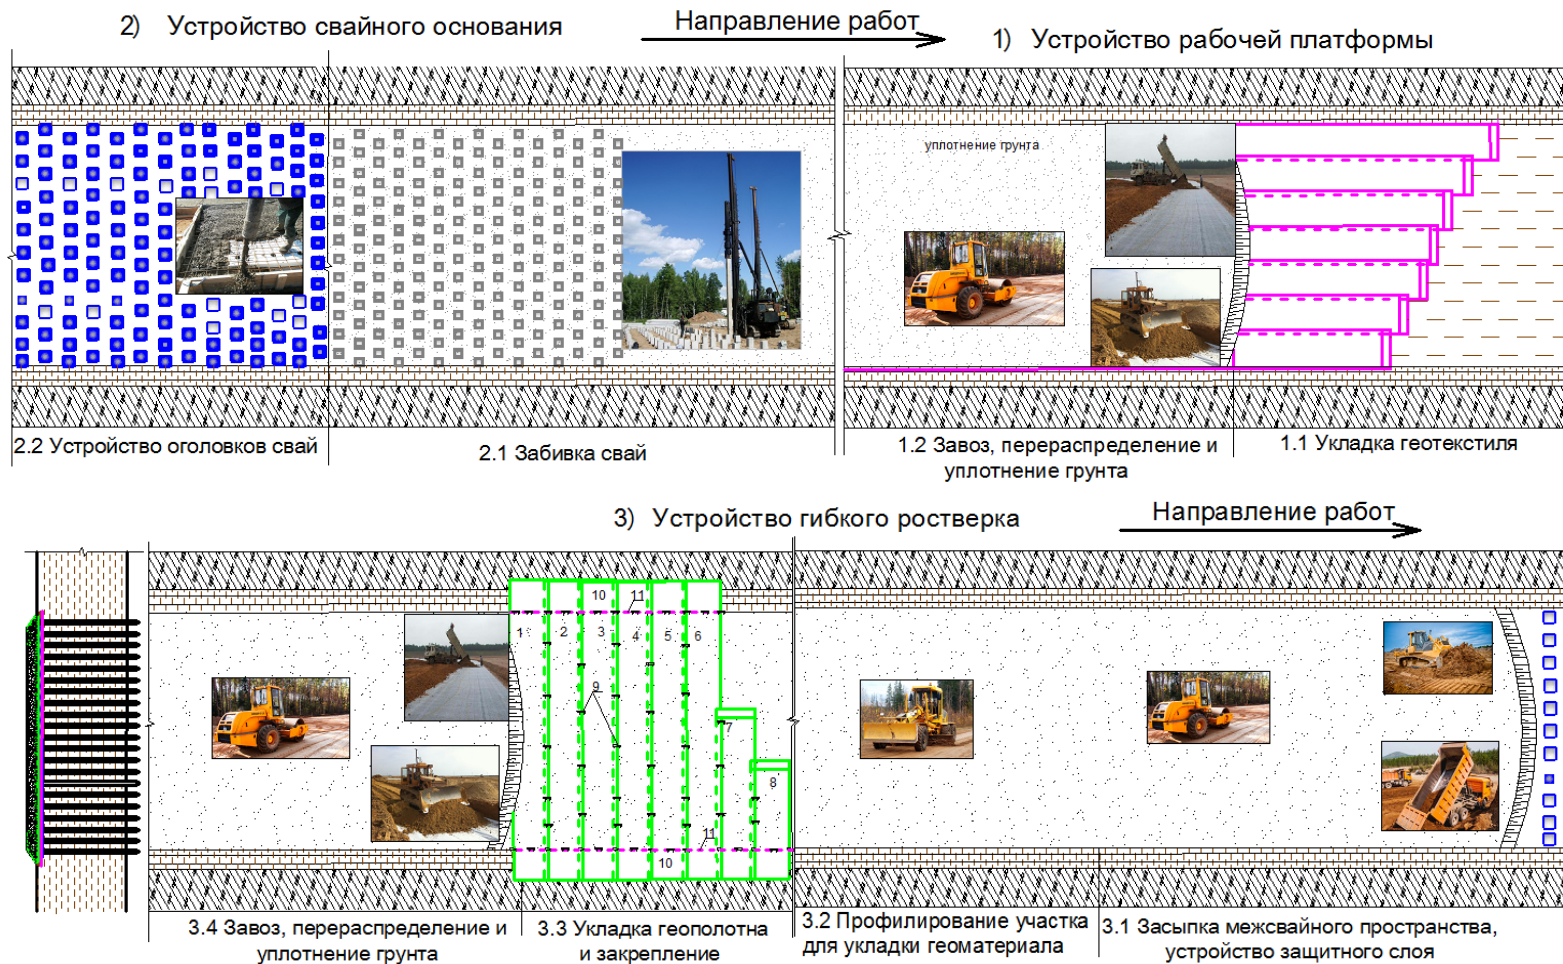 2) Устройство свайного основания
Направление работ
1) Устройство рабочей платформы
уплотнение грунта
2.2 Устройство оголовков свай
2.1 Забивка свай
1.2 Завоз, перераспределение и
уплотнение грунта
1.1 Укладка геотекстиля
3) Устройство гибкого ростверка
Направление работ
10
11
1
2
3
4
5
6
9
7
8
11
10
3.4 Завоз, перераспределение и
уплотнение грунта
3.3 Укладка геополотна
и закрепление
3.2 Профилирование участка
для укладки геоматериала
3.1 Засыпка межсвайного пространства,
устройство защитного слоя